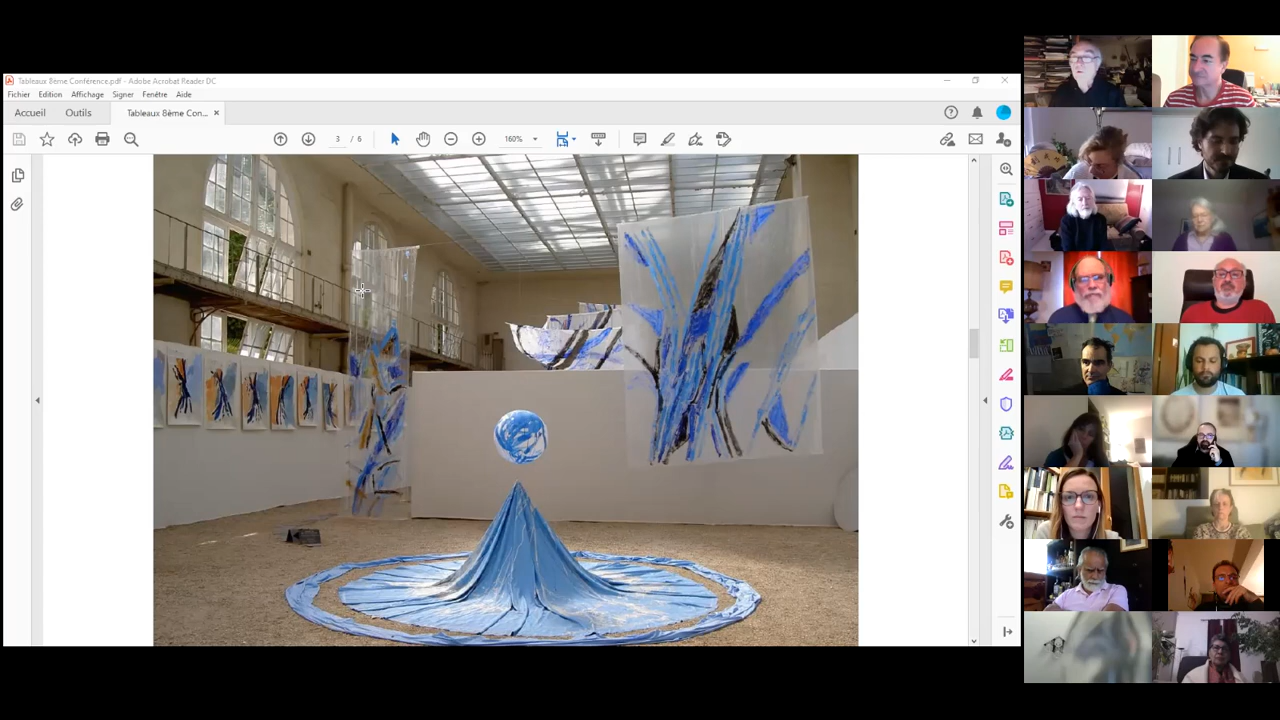 Tableaux 8ème Conférence.pdf - Adobe Acrobat Reader DC
Fichier Edition Affichage Signer Fenêtre Aide
Accueil Outils Tableaux 8ème Con... ×
3 / 6 160%